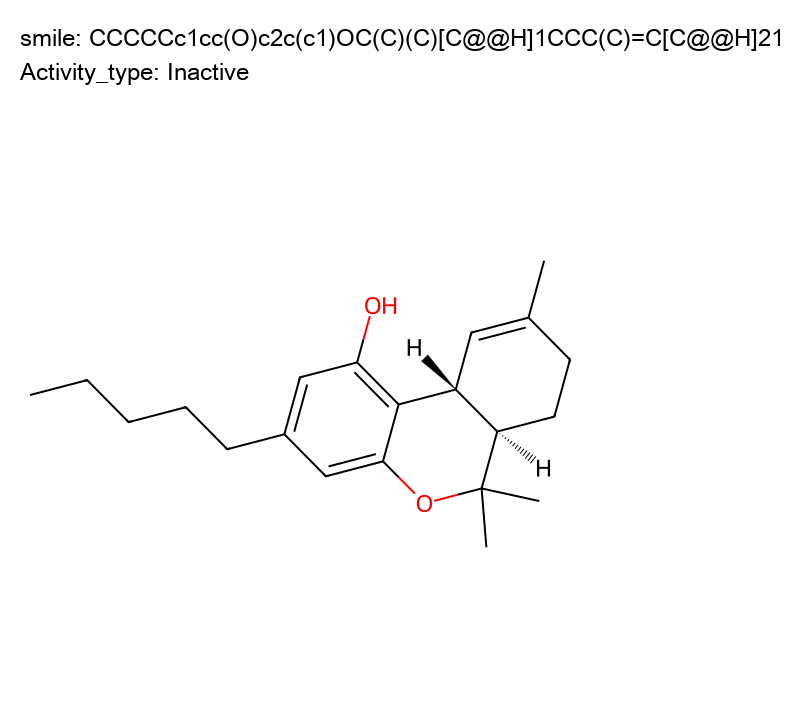 smile: CCCCCc1cc(O)c2c(c1)OC(C)(C)[C@@H]1CCC(C)=C[C@@H]21
Activity_type: Inactive
OH
H
H
O